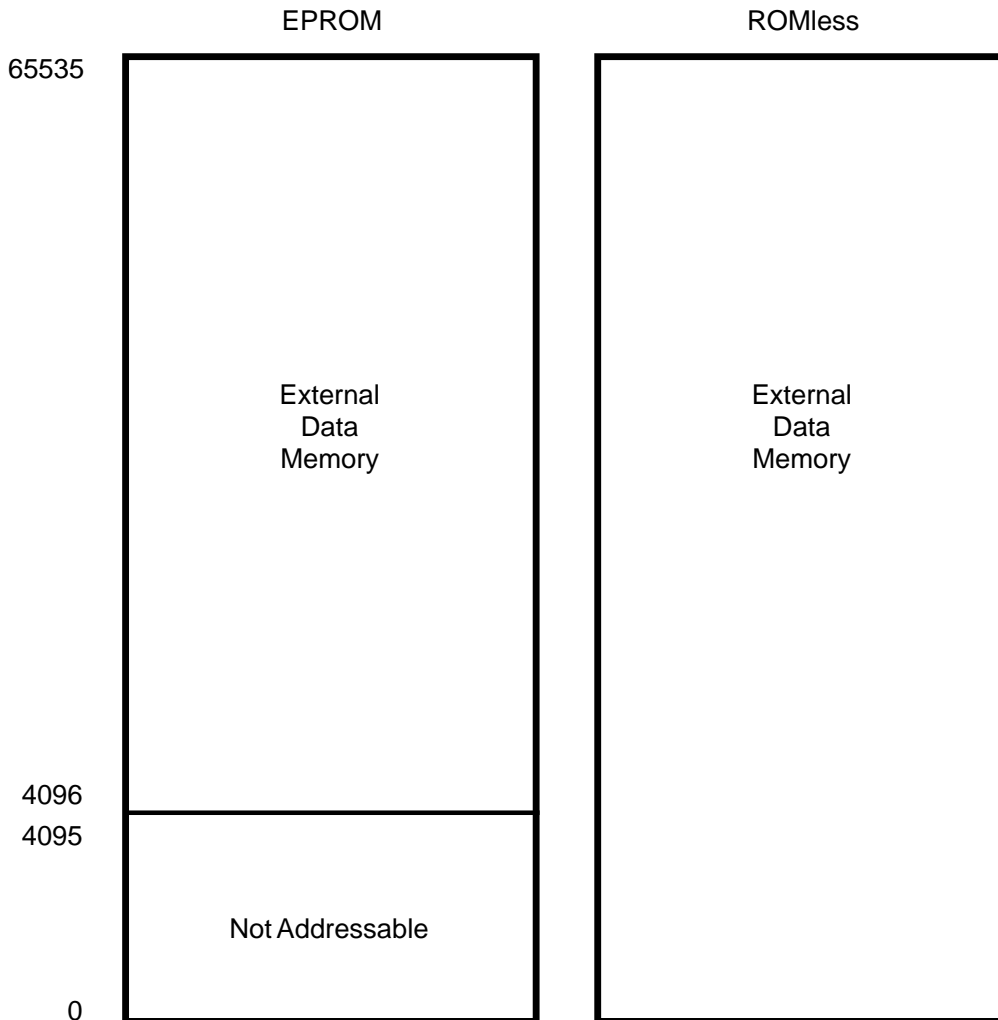 EPROM
ROMless
65535
External
Data
Memory
External
Data
Memory
4096
4095
Not Addressable
0